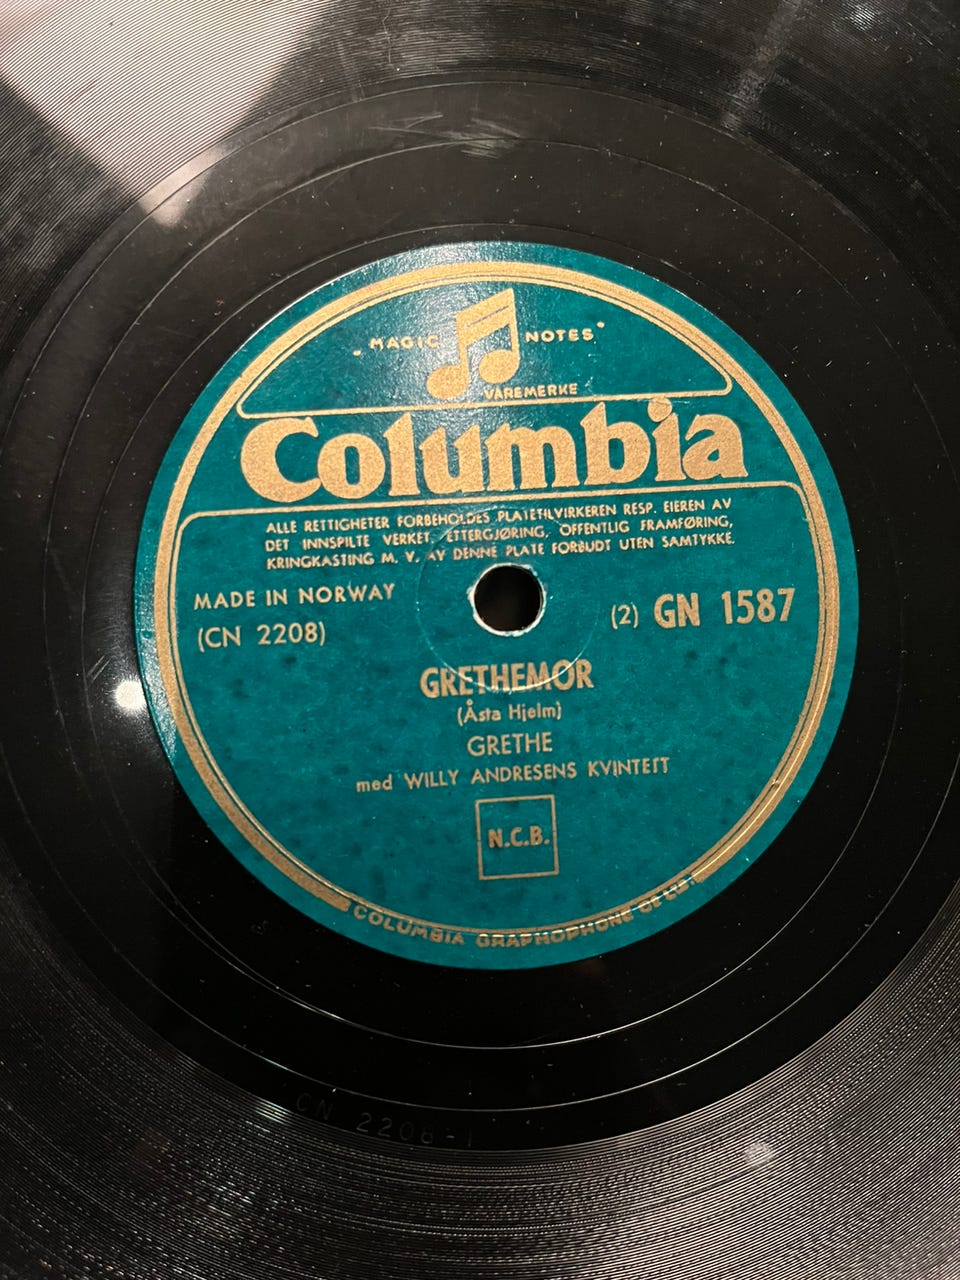 „ MAGIC NOTES "
VAREMERKE
Columbia
ALLE RETTIGHETER FORBEHOLDES PLATETILVIRKEREN RESP. EIEREN AV
DET INNSPILTE VERKET. ETTERGJØRING, OFFENTLIG FRAMFØRING,
KRINGKASTING M. V. AV DENNE PLATE FORBUDT UTEN SAMTYKKE.
MADE IN NORWAY
(CN 2208)
(2) GN 1587
GRETHEMOR
(Åsta Hjelm)
GRETHE
med WILLY ANDRESENS KVINTETT
N.C.B.
COLUMBIA GRAPHOPHONE
CN 2208-1